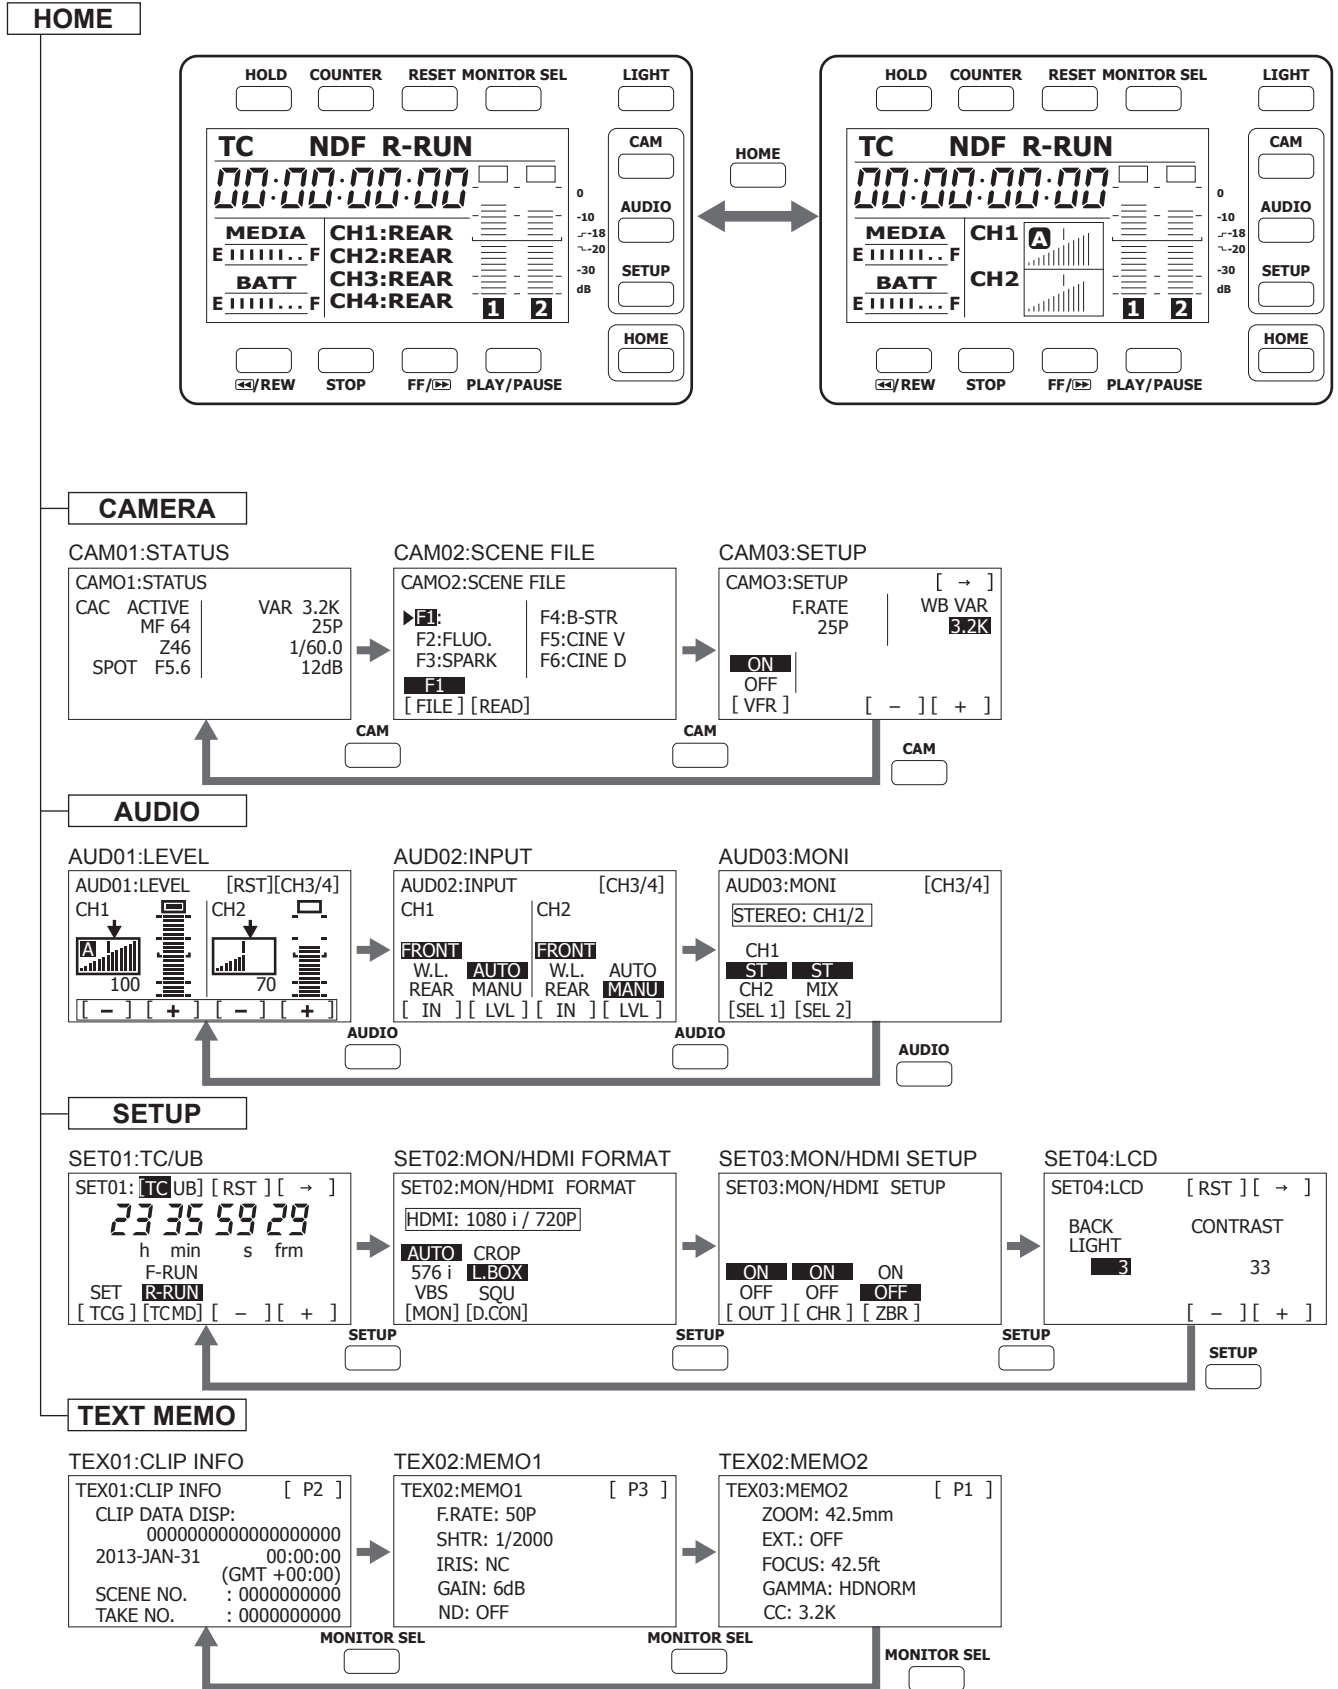 HOME
HOLD COUNTER RESET MONITOR SEL LIGHT
TC NDF R-RUN
00:00:00:00
MEDIA
E F
BATT
E F
CH1:REAR
CH2:REAR
CH3:REAR
CH4:REAR
1 2
0
-10
-18
-20
-30
dB
CAM
AUDIO
SETUP
HOME
/REW STOP FF/ PLAY/PAUSE
HOME
HOLD COUNTER RESET MONITOR SEL LIGHT
TC NDF R-RUN
00:00:00:00
MEDIA
E F
BATT
E F
CH1 A
CH2
1 2
0
-10
-18
-20
-30
dB
CAM
AUDIO
SETUP
HOME
/REW STOP FF/ PLAY/PAUSE
CAMERA
CAM01:STATUS
CAMO1:STATUS
CAC ACTIVE VAR 3.2K
MF 64 25P
Z46 1/60.0
SPOT F5.6 12dB
CAM
CAM02:SCENE FILE
CAMO2:SCENE FILE
▶F1: F4:B-STR
F2:FLUO. F5:CINE V
F3:SPARK F6:CINE D
F1
[ FILE ] [READ]
CAM
CAM03:SETUP
CAMO3:SETUP [ → ]
F.RATE WB VAR
25P 3.2K
ON
OFF
[ VFR ] [ – ] [ + ]
CAM
AUDIO
AUD01:LEVEL
AUD01:LEVEL [RST][CH3/4]
CH1 CH2
A
100 70
[ – ] [ + ] [ – ] [ + ]
AUDIO
AUD02:INPUT
AUD02:INPUT [CH3/4]
CH1 CH2
FRONT FRONT
W.L. AUTO W.L. AUTO
REAR MANU REAR MANU
[ IN ] [ LVL ] [ IN ] [ LVL ]
AUDIO
AUD03:MONI
AUD03:MONI [CH3/4]
STEREO: CH1/2
CH1
ST ST
CH2 MIX
[SEL 1] [SEL 2]
AUDIO
SETUP
SET01:TC/UB
SET01: [TC UB] [ RST ] [ → ]
23 35 59 29
h min s frm
F-RUN
SET R-RUN
[ TCG ] [TCMD] [ – ] [ + ]
SETUP
SET02:MON/HDMI FORMAT
SET02:MON/HDMI FORMAT
HDMI: 1080 i / 720P
AUTO CROP
576 i L.BOX
VBS SQU
[MON] [D.CON]
SETUP
SET03:MON/HDMI SETUP
SET03:MON/HDMI SETUP
ON ON ON
OFF OFF OFF
[ OUT ] [ CHR ] [ ZBR ]
SETUP
SET04:LCD
SET04:LCD [ RST ] [ → ]
BACK CONTRAST
LIGHT
3 33
[ – ] [ + ]
SETUP
TEXT MEMO
TEX01:CLIP INFO
TEX01:CLIP INFO [ P2 ]
CLIP DATA DISP:
0000000000000000000
2013-JAN-31 00:00:00
(GMT +00:00)
SCENE NO. : 0000000000
TAKE NO. : 0000000000
MONITOR SEL
TEX02:MEMO1
TEX02:MEMO1 [ P3 ]
F.RATE: 50P
SHTR: 1/2000
IRIS: NC
GAIN: 6dB
ND: OFF
MONITOR SEL
TEX02:MEMO2
TEX03:MEMO2 [ P1 ]
ZOOM: 42.5mm
EXT.: OFF
FOCUS: 42.5ft
GAMMA: HDNORM
CC: 3.2K
MONITOR SEL